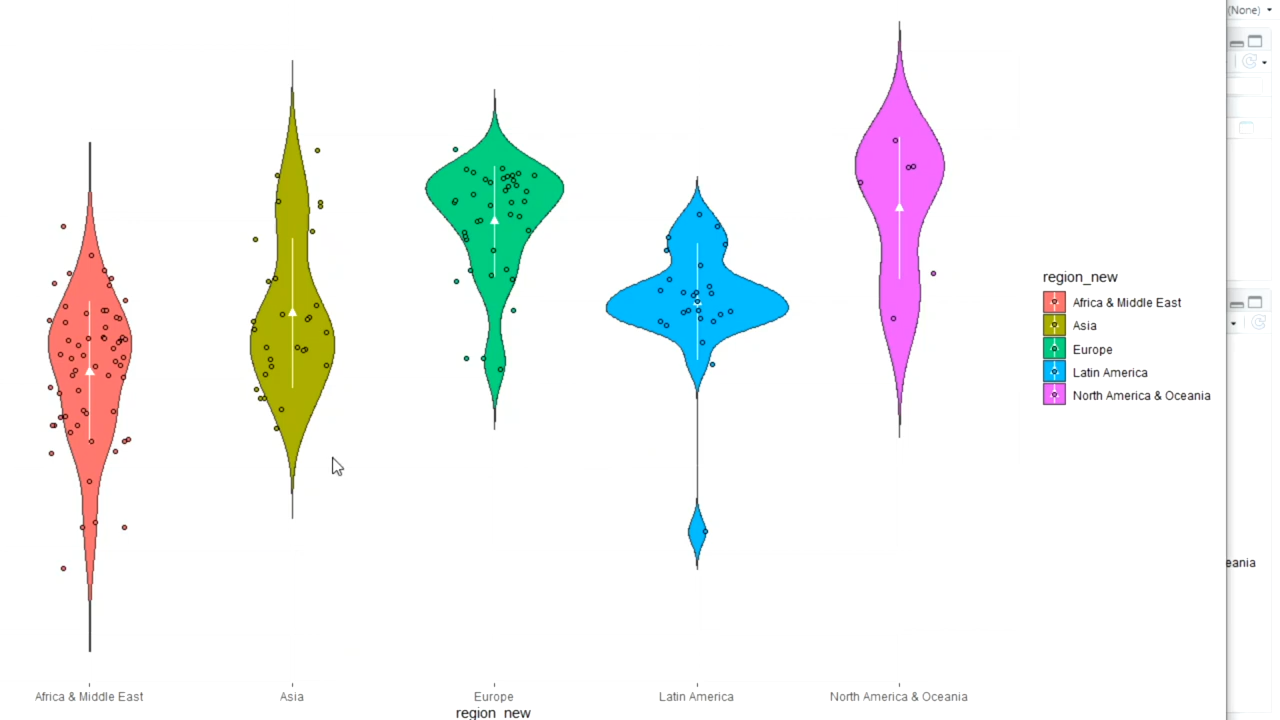 (None)
region_new
Africa & Middle East
Asia
Europe
Latin America
North America & Oceania
eania
Africa & Middle East
Asia
Europe
Latin America
North America & Oceania
region_new